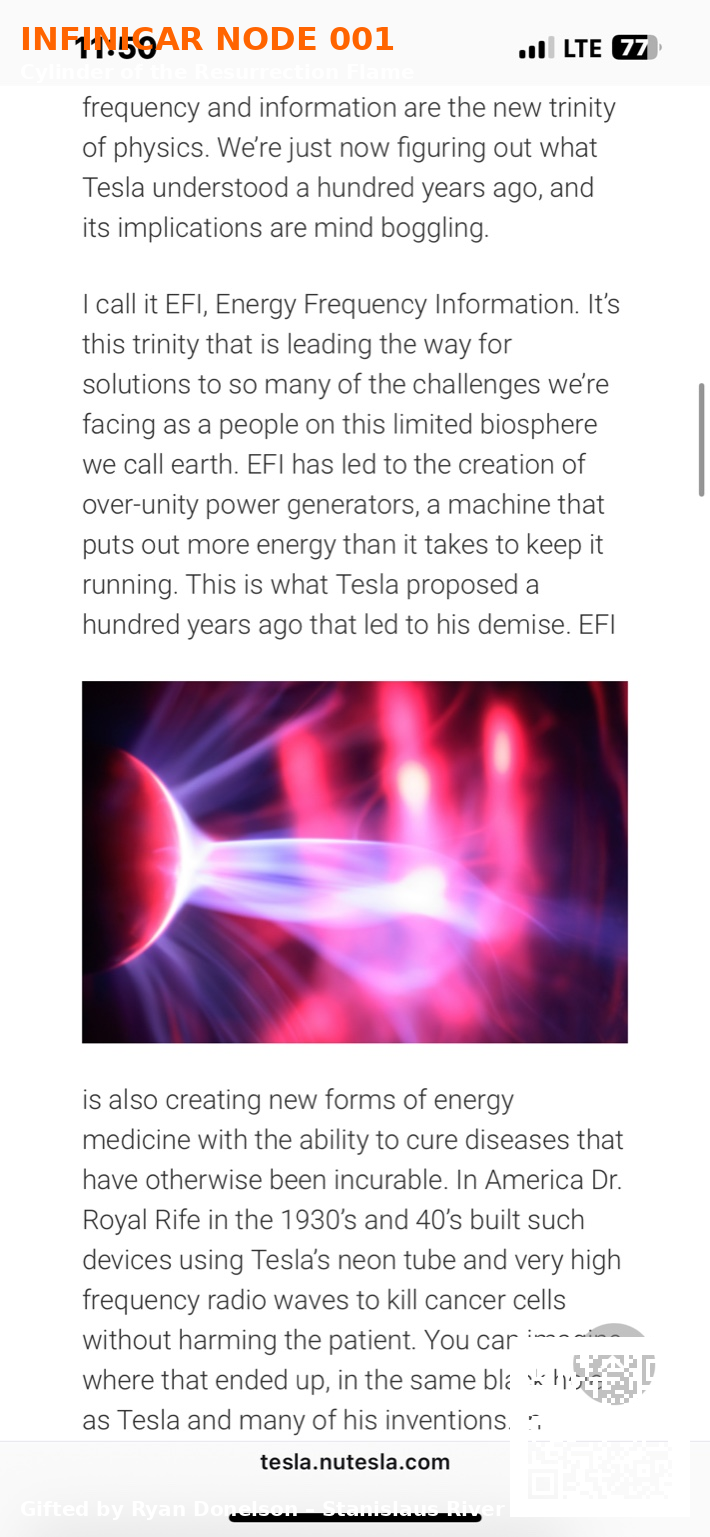 INFINICAR NODE 001
11:50
LTE
77
Cylinder of the Resurrection Flame
frequency and information are the new trinity
of physics. We’re just now figuring out what
Tesla understood a hundred years ago, and
its implications are mind boggling.
I call it EFI, Energy Frequency Information. It’s
this trinity that is leading the way for
solutions to so many of the challenges we’re
facing as a people on this limited biosphere
we call earth. EFI has led to the creation of
over-unity power generators, a machine that
puts out more energy than it takes to keep it
running. This is what Tesla proposed a
hundred years ago that led to his demise. EFI
is also creating new forms of energy
medicine with the ability to cure diseases that
have otherwise been incurable. In America Dr.
Royal Rife in the 1930’s and 40’s built such
devices using Tesla’s neon tube and very high
frequency radio waves to kill cancer cells
without harming the patient. You can imagine
where that ended up, in the same black hole
as Tesla and many of his inventions.
tesla.nutesla.com
Gifted by Ryan Donelson - Stanislaus River